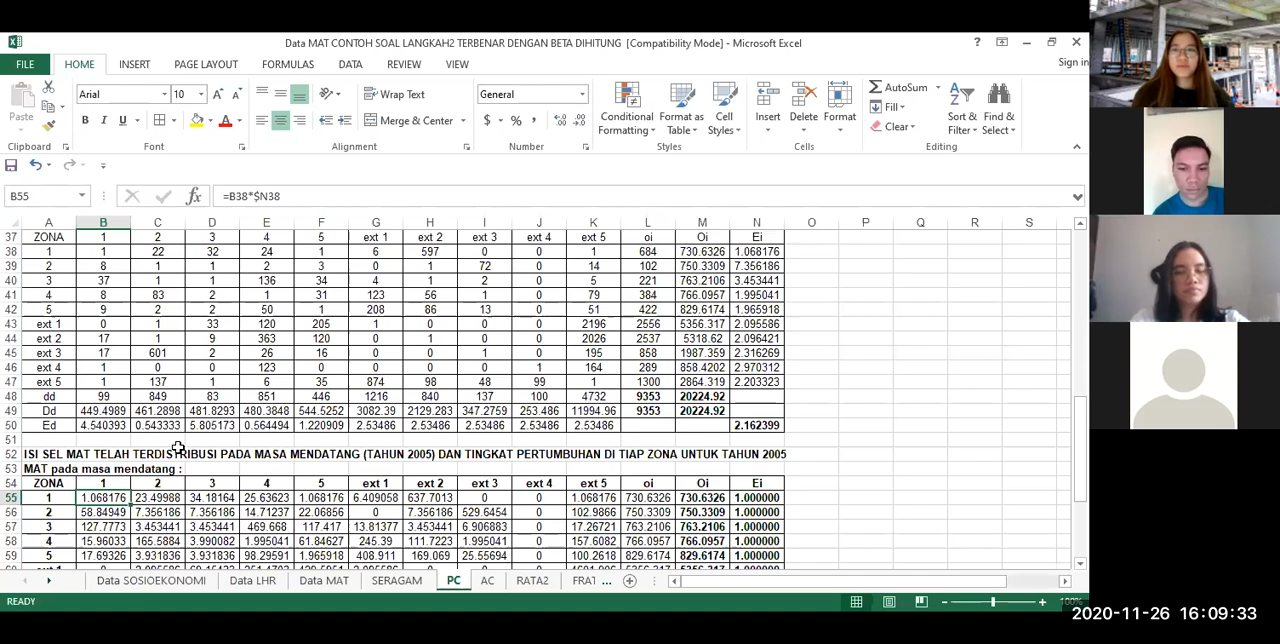 Data MAT CONTOH SOAL LANGKAH2 TERBENAR DENGAN BETA DIHITUNG [Compatibility Mode] - Microsoft Excel
FILE HOME INSERT PAGE LAYOUT FORMULAS DATA REVIEW VIEW Sign in
Paste Arial 10 Wrap Text General Conditional Formatting Format as Table Cell Styles Insert Delete Format AutoSum Sort & Filter Find & Select
B I U Merge & Center $ % Fill
Clear
Clipboard Font Alignment Number Styles Cells Editing
B55 fx =B38*$N38
A B C D E F G H I J K L M N O P Q R S
37 ZONA 1 2 3 4 5 ext 1 ext 2 ext 3 ext 4 ext 5 oi Oi Ei
38 1 1 22 32 24 1 6 597 0 0 1 684 730.6326 1.068176
39 2 8 1 1 2 3 0 1 72 0 14 102 750.3309 7.356186
40 3 37 1 1 136 34 4 1 2 0 5 221 763.2106 3.453441
41 4 8 83 2 1 31 123 56 1 0 79 384 766.0957 1.995041
42 5 9 2 2 50 1 208 86 13 0 51 422 829.6174 1.965918
43 ext 1 0 1 33 120 205 1 0 0 0 2196 2556 5356.317 2.095586
44 ext 2 17 1 9 363 120 0 1 0 0 2026 2537 5318.62 2.096421
45 ext 3 17 601 2 26 16 0 0 1 0 195 858 1987.359 2.316269
46 ext 4 1 0 0 123 0 0 0 0 1 164 289 858.4202 2.970312
47 ext 5 1 137 1 6 35 874 98 48 99 1 1300 2864.319 2.203323
48 dd 99 849 83 851 446 1216 840 137 100 4732 9353 20224.92
49 Dd 449.4989 461.2898 481.8293 480.3848 544.5252 3082.39 2129.283 347.2759 253.486 11994.96 9353 20224.92
50 Ed 4.540393 0.543333 5.805173 0.564494 1.220909 2.53486 2.53486 2.53486 2.53486 2.53486 2.162399
51
52 ISI SEL MAT TELAH TERDISTRIBUSI PADA MASA MENDATANG (TAHUN 2005) DAN TINGKAT PERTUMBUHAN DI TIAP ZONA UNTUK TAHUN 2005
53 MAT pada masa mendatang :
54 ZONA 1 2 3 4 5 ext 1 ext 2 ext 3 ext 4 ext 5 oi Oi Ei
55 1 1.068176 23.49988 34.18164 25.63623 1.068176 6.409058 637.7013 0 0 1.068176 730.6326 730.6326 1.000000
56 2 58.84949 7.356186 7.356186 14.71237 22.06856 0 7.356186 529.6454 0 102.9866 750.3309 750.3309 1.000000
57 3 127.7773 3.453441 3.453441 469.668 117.417 13.81377 3.453441 6.906883 0 17.26721 763.2106 763.2106 1.000000
58 4 15.96033 165.5884 3.990082 1.995041 61.84627 245.39 111.7223 1.995041 0 157.6082 766.0957 766.0957 1.000000
59 5 17.69326 3.931836 3.931836 98.29591 1.965918 408.911 169.069 25.55694 0 100.2618 829.6174 829.6174 1.000000
Data SOSIOEKONOMI Data LHR Data MAT SERAGAM PC AC RATA2 FRAT ...
READY 100%
2020-11-26 16:09:33